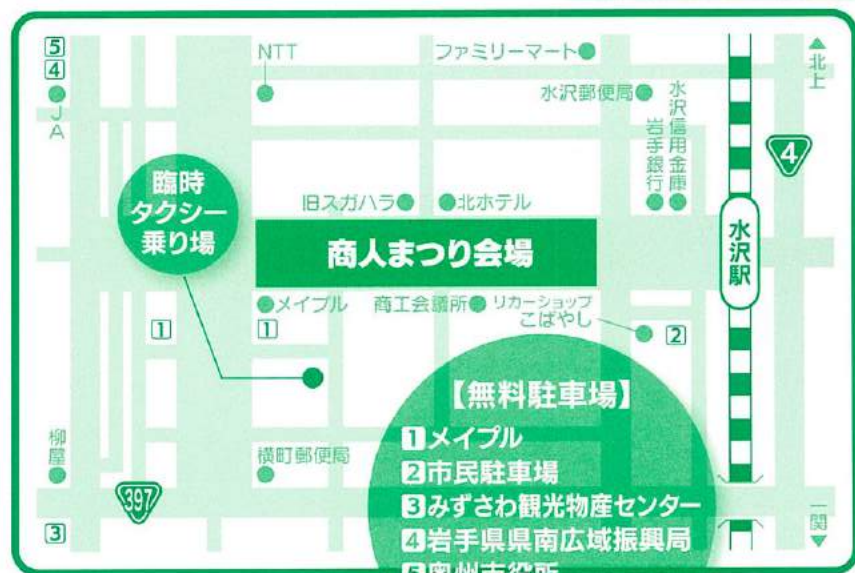 5
4
JA
NTT
ファミリーマート
水沢郵便局
水沢信用金庫
岩手銀行
▲北上
4
臨時
タクシー
乗り場
旧スガハラ
北ホテル
商人まつり会場
水沢駅
メイプル
商工会議所
リカーショップ
こばやし
1
1
2
【無料駐車場】
1メイプル
2市民駐車場
3みずさわ観光物産センター
4岩手県県南広域振興局
5奥州市役所
柳屋
横町郵便局
397
3
一関▼